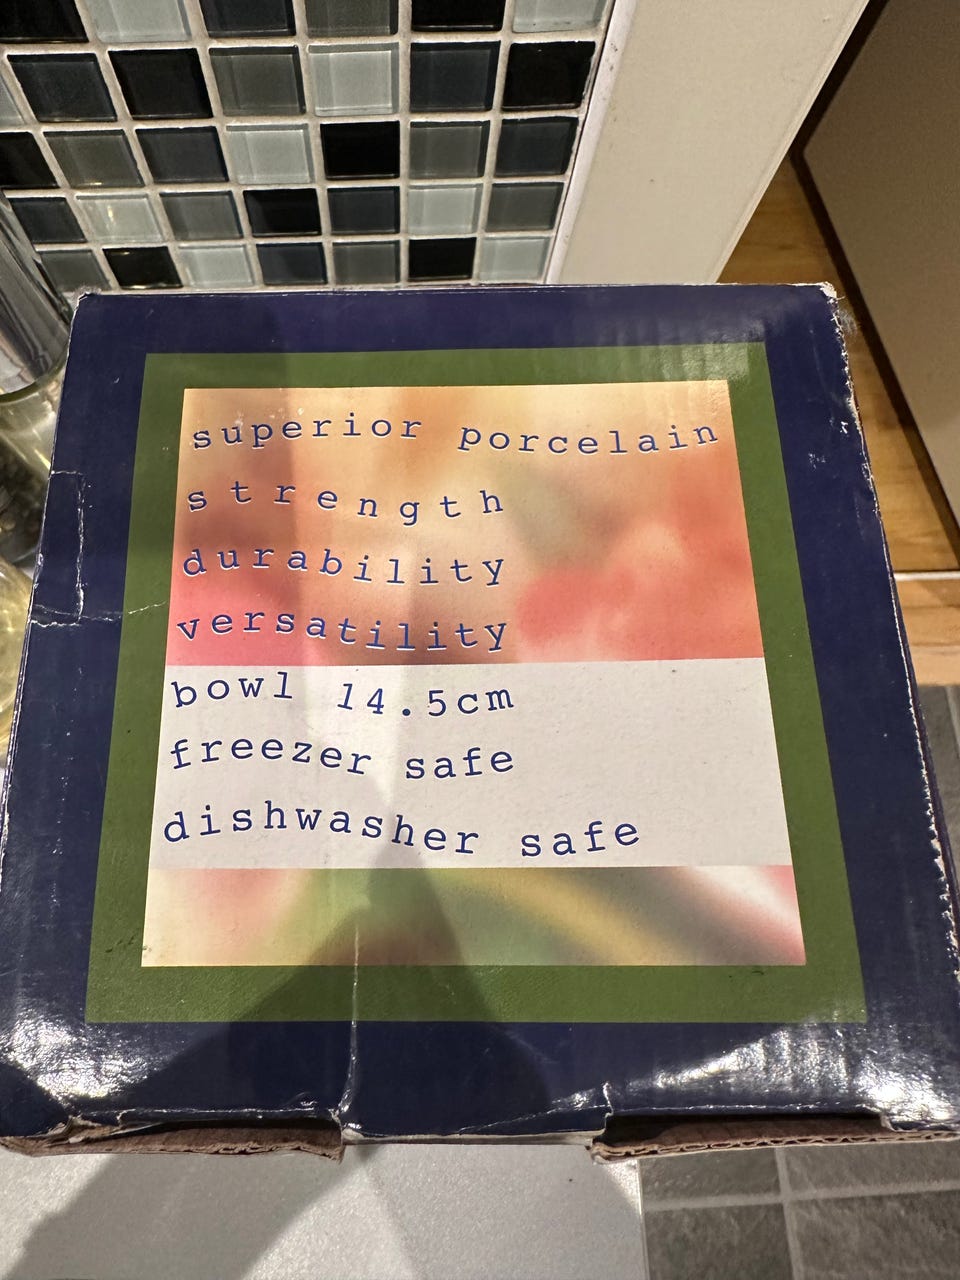 superior porcelain
strength
durability
versatility
bowl 14.5cm
freezer safe
dishwasher safe